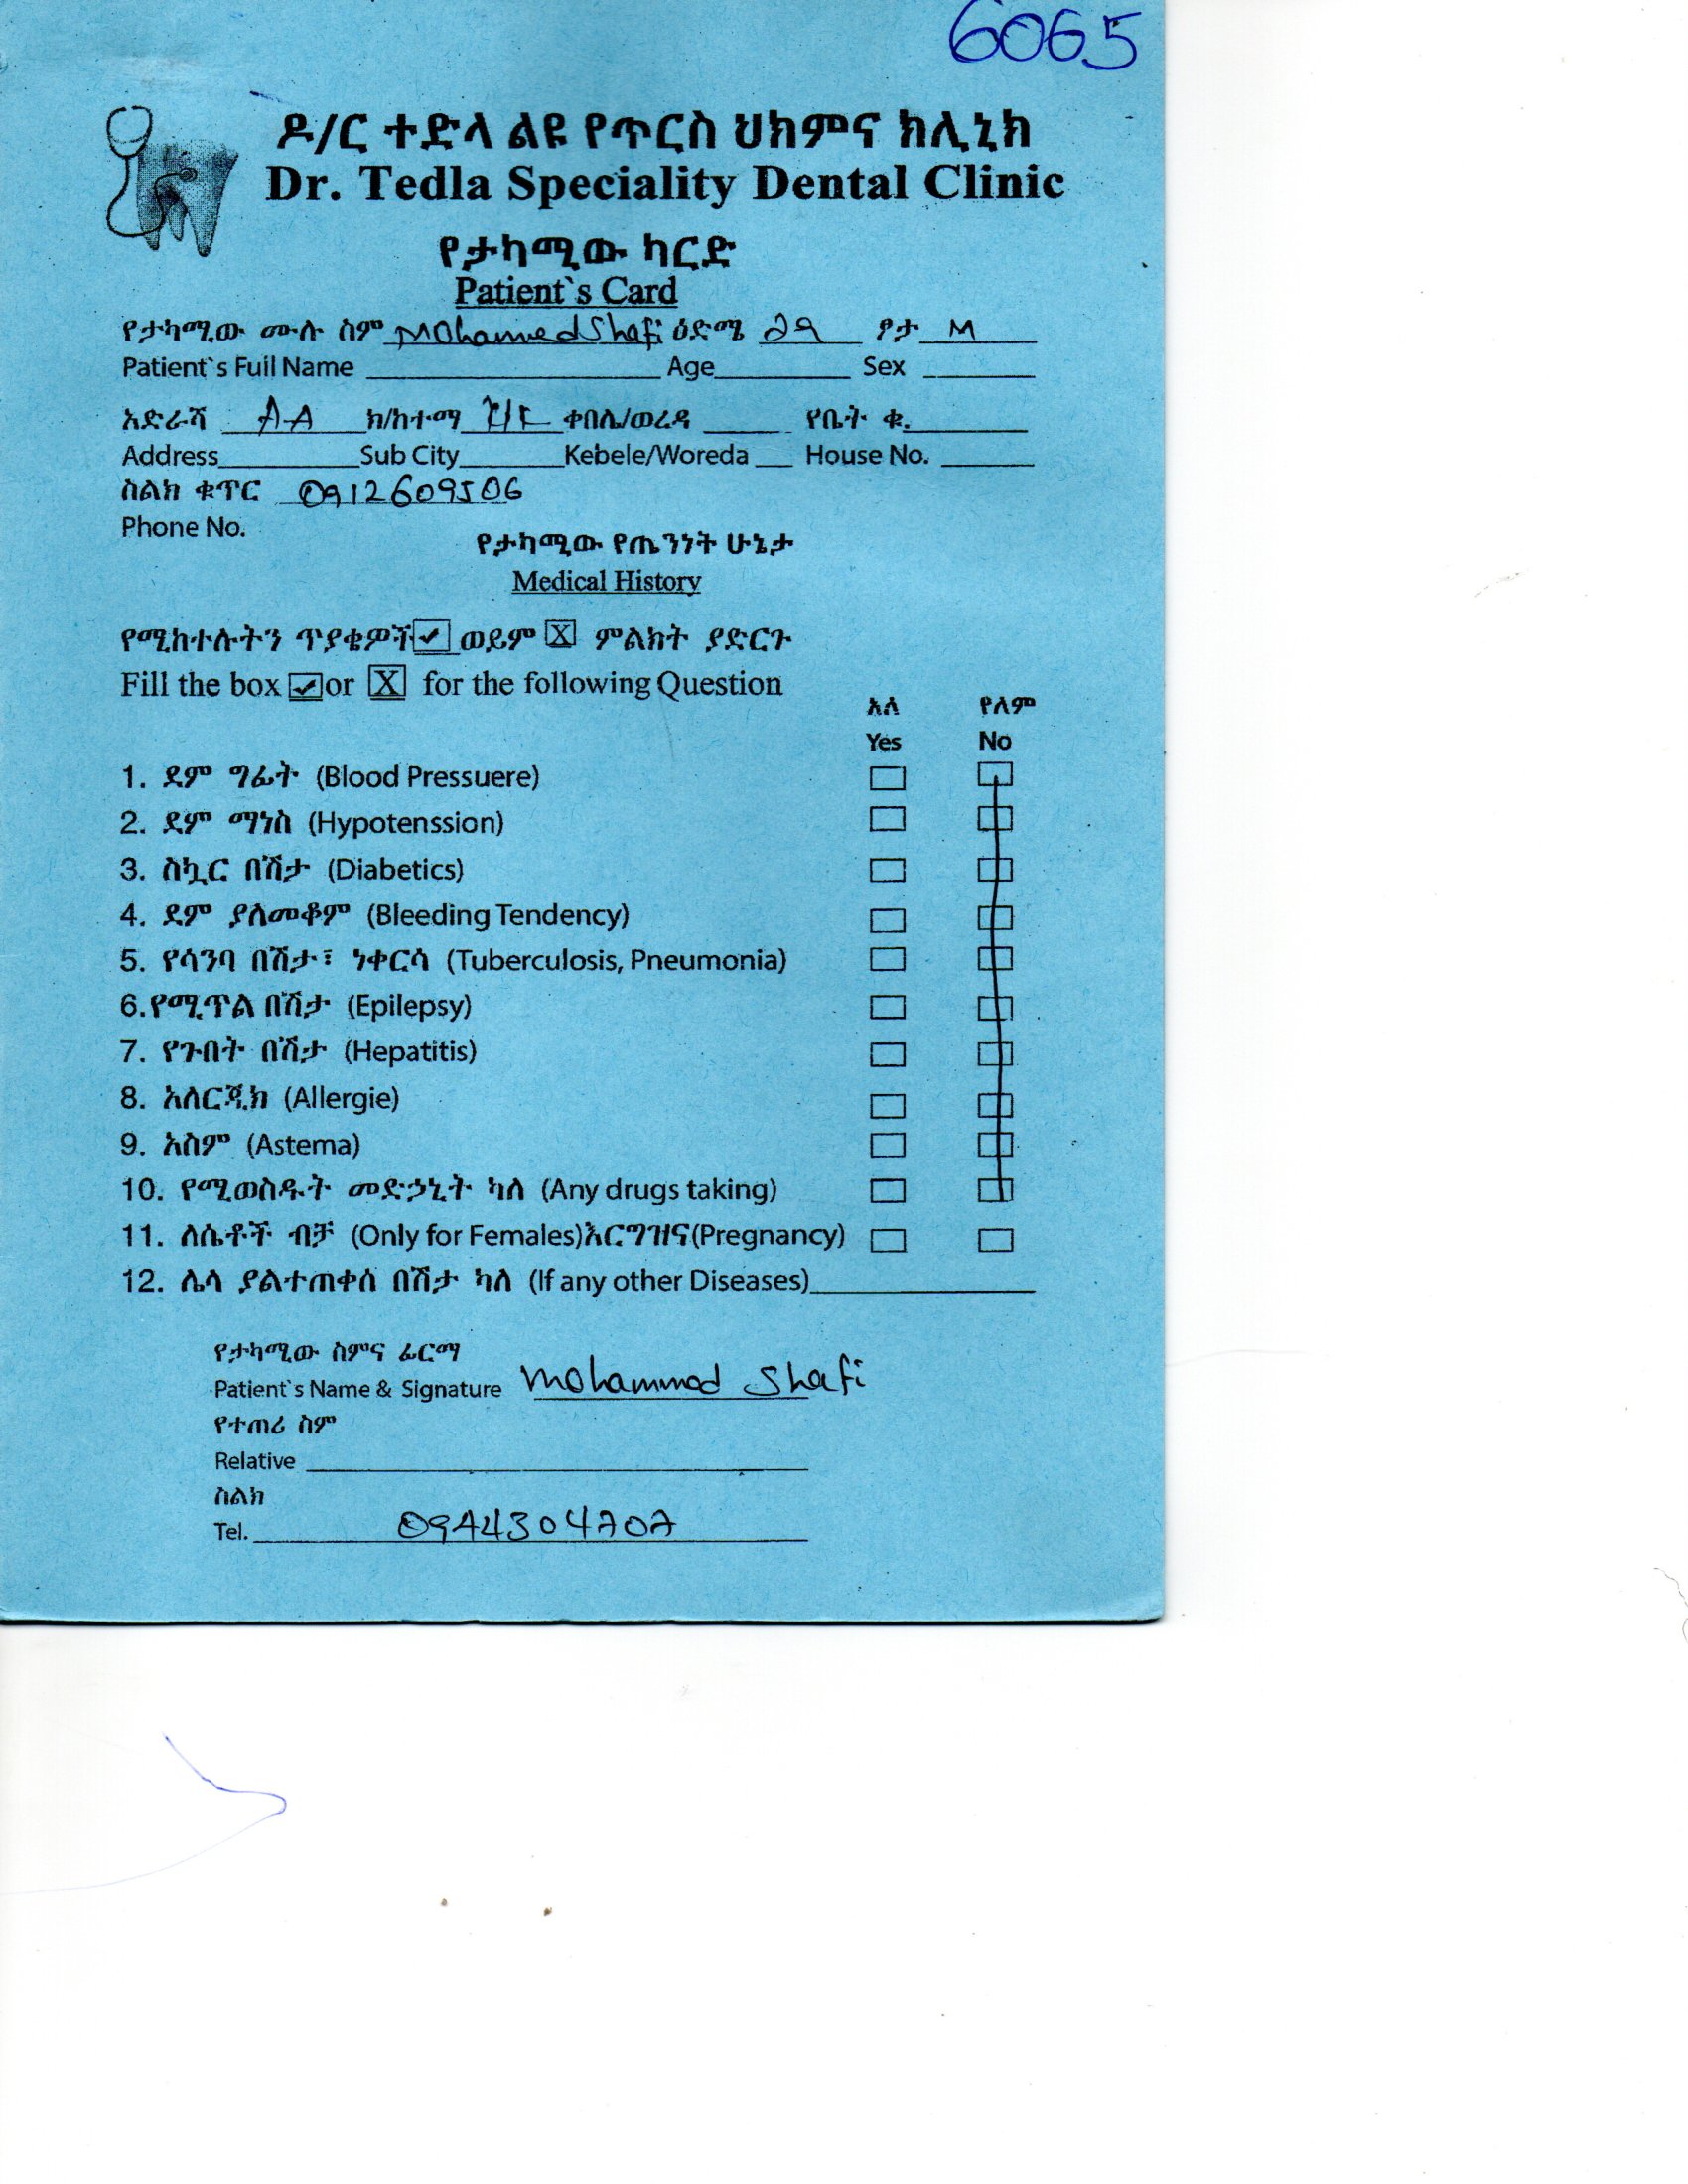 6065
ዶ/ር ተድላ ልዩ የጥርስ ህክምና ክሊኒክ
Dr. Tedla Speciality Dental Clinic
የታካሚው ካርድ
Patient`s Card
የታካሚው ሙሉ ስም Mohamed Shafi ዕድሜ 29 ፆታ M
Patient`s Full Name Age Sex
አድራሻ A.A ክ/ከተማ ቀበሌ/ወረዳ የቤት ቁ.
Address Sub City Kebele/Woreda House No.
ስልክ ቁጥር 0912609506
Phone No.
የታካሚው የጤንነት ሁኔታ
Medical History
የሚከተሉትን ጥያቄዎች ✓ ወይም X ምልክት ያድርጉ
Fill the box ✓ or X for the following Question
አለ የለም
Yes No
1. ደም ግፊት (Blood Pressuere)
2. ደም ማነስ (Hypotenssion)
3. ስኳር በሽታ (Diabetics)
4. ደም ያለመቆም (Bleeding Tendency)
5. የሳንባ በሽታ፣ ነቀርሳ (Tuberculosis, Pneumonia)
6.የሚጥል በሽታ (Epilepsy)
7. የጉበት በሽታ (Hepatitis)
8. አለርጂክ (Allergie)
9. አስም (Astema)
10. የሚወስዱት መድኃኒት ካለ (Any drugs taking)
11. ለሴቶች ብቻ (Only for Females)እርግዝና(Pregnancy)
12. ሌላ ያልተጠቀሰ በሽታ ካለ (If any other Diseases)
የታካሚው ስምና ፊርማ
Patient`s Name & Signature Mohammod Shafi
የተጠሪ ስም
Relative
ስልክ
Tel. 0944304707